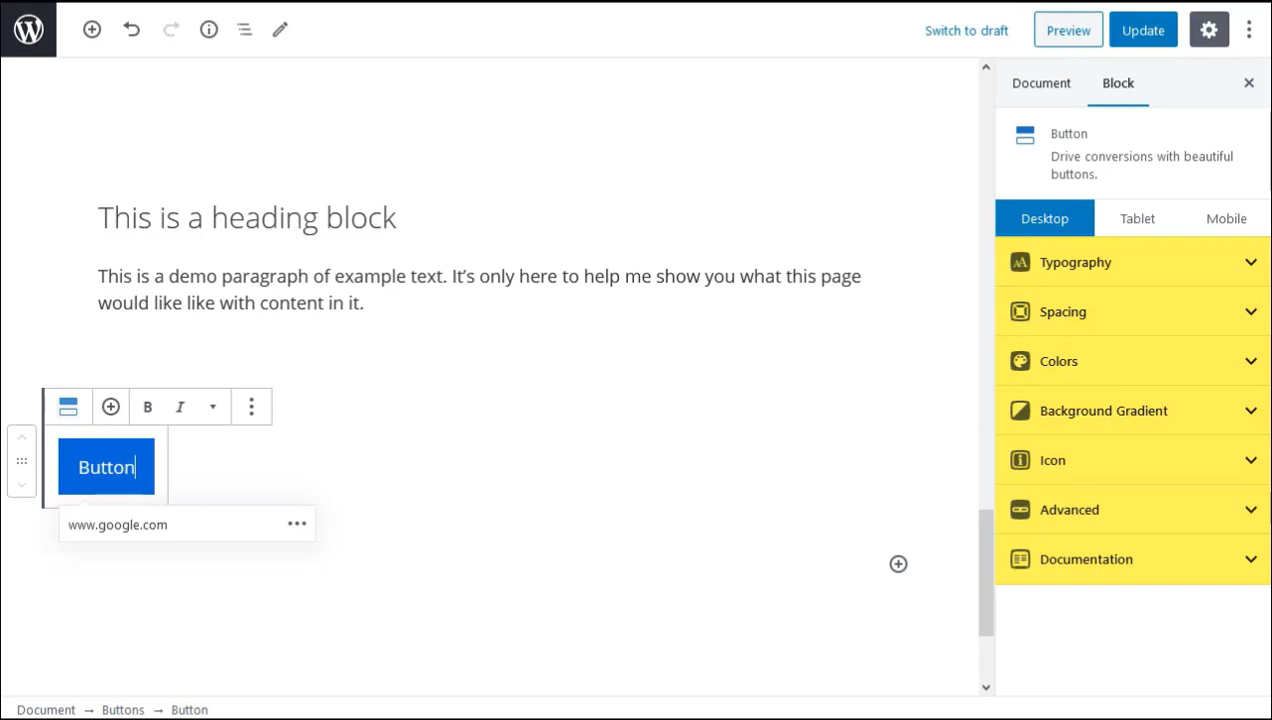 Switch to draft
Preview
Update
Document
Block
Button
Drive conversions with beautiful
buttons.
Desktop
Tablet
Mobile
Typography
Spacing
Colors
Background Gradient
Icon
Advanced
Documentation
This is a heading block
This is a demo paragraph of example text. It’s only here to help me show you what this page
would like like with content in it.
B I
Button
www.google.com
Document → Buttons → Button